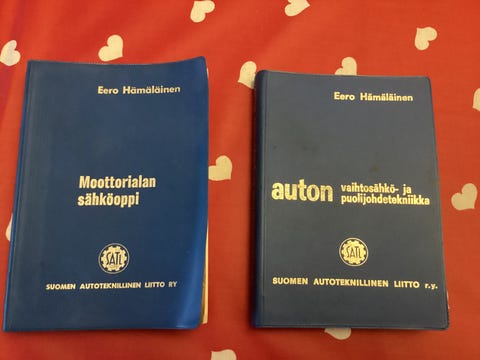 Eero Hämäläinen
Moottorialan
sähköoppi
SATL
SUOMEN AUTOTEKNILLINEN LIITTO RY
Eero Hämäläinen
auton vaihtosähkö- ja
puolijohdetekniikka
SATL
SUOMEN AUTOTEKNILLINEN LIITTO r.y.